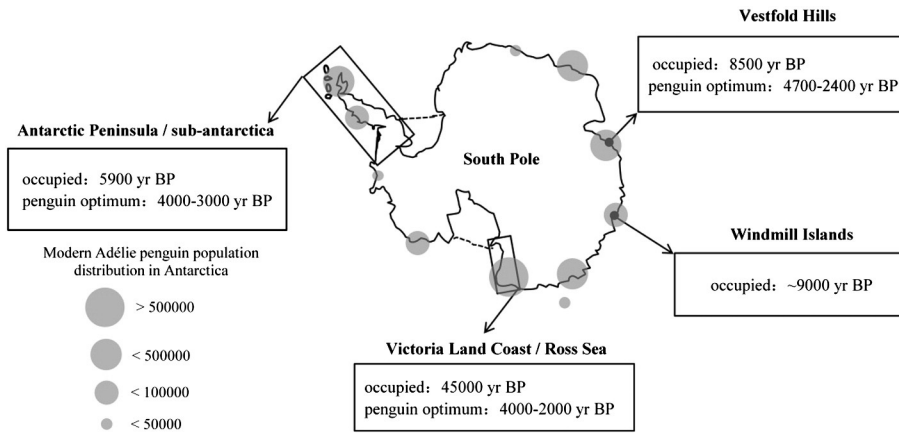 Vestfold Hills
occupied: 8500 yr BP
penguin optimum: 4700-2400 yr BP
Antarctic Peninsula / sub-antarctica
occupied: 5900 yr BP
penguin optimum: 4000-3000 yr BP
South Pole
Windmill Islands
occupied: ~9000 yr BP
Modern Adélie penguin population
distribution in Antarctica
> 500000
< 500000
< 100000
< 50000
Victoria Land Coast / Ross Sea
occupied: 45000 yr BP
penguin optimum: 4000-2000 yr BP